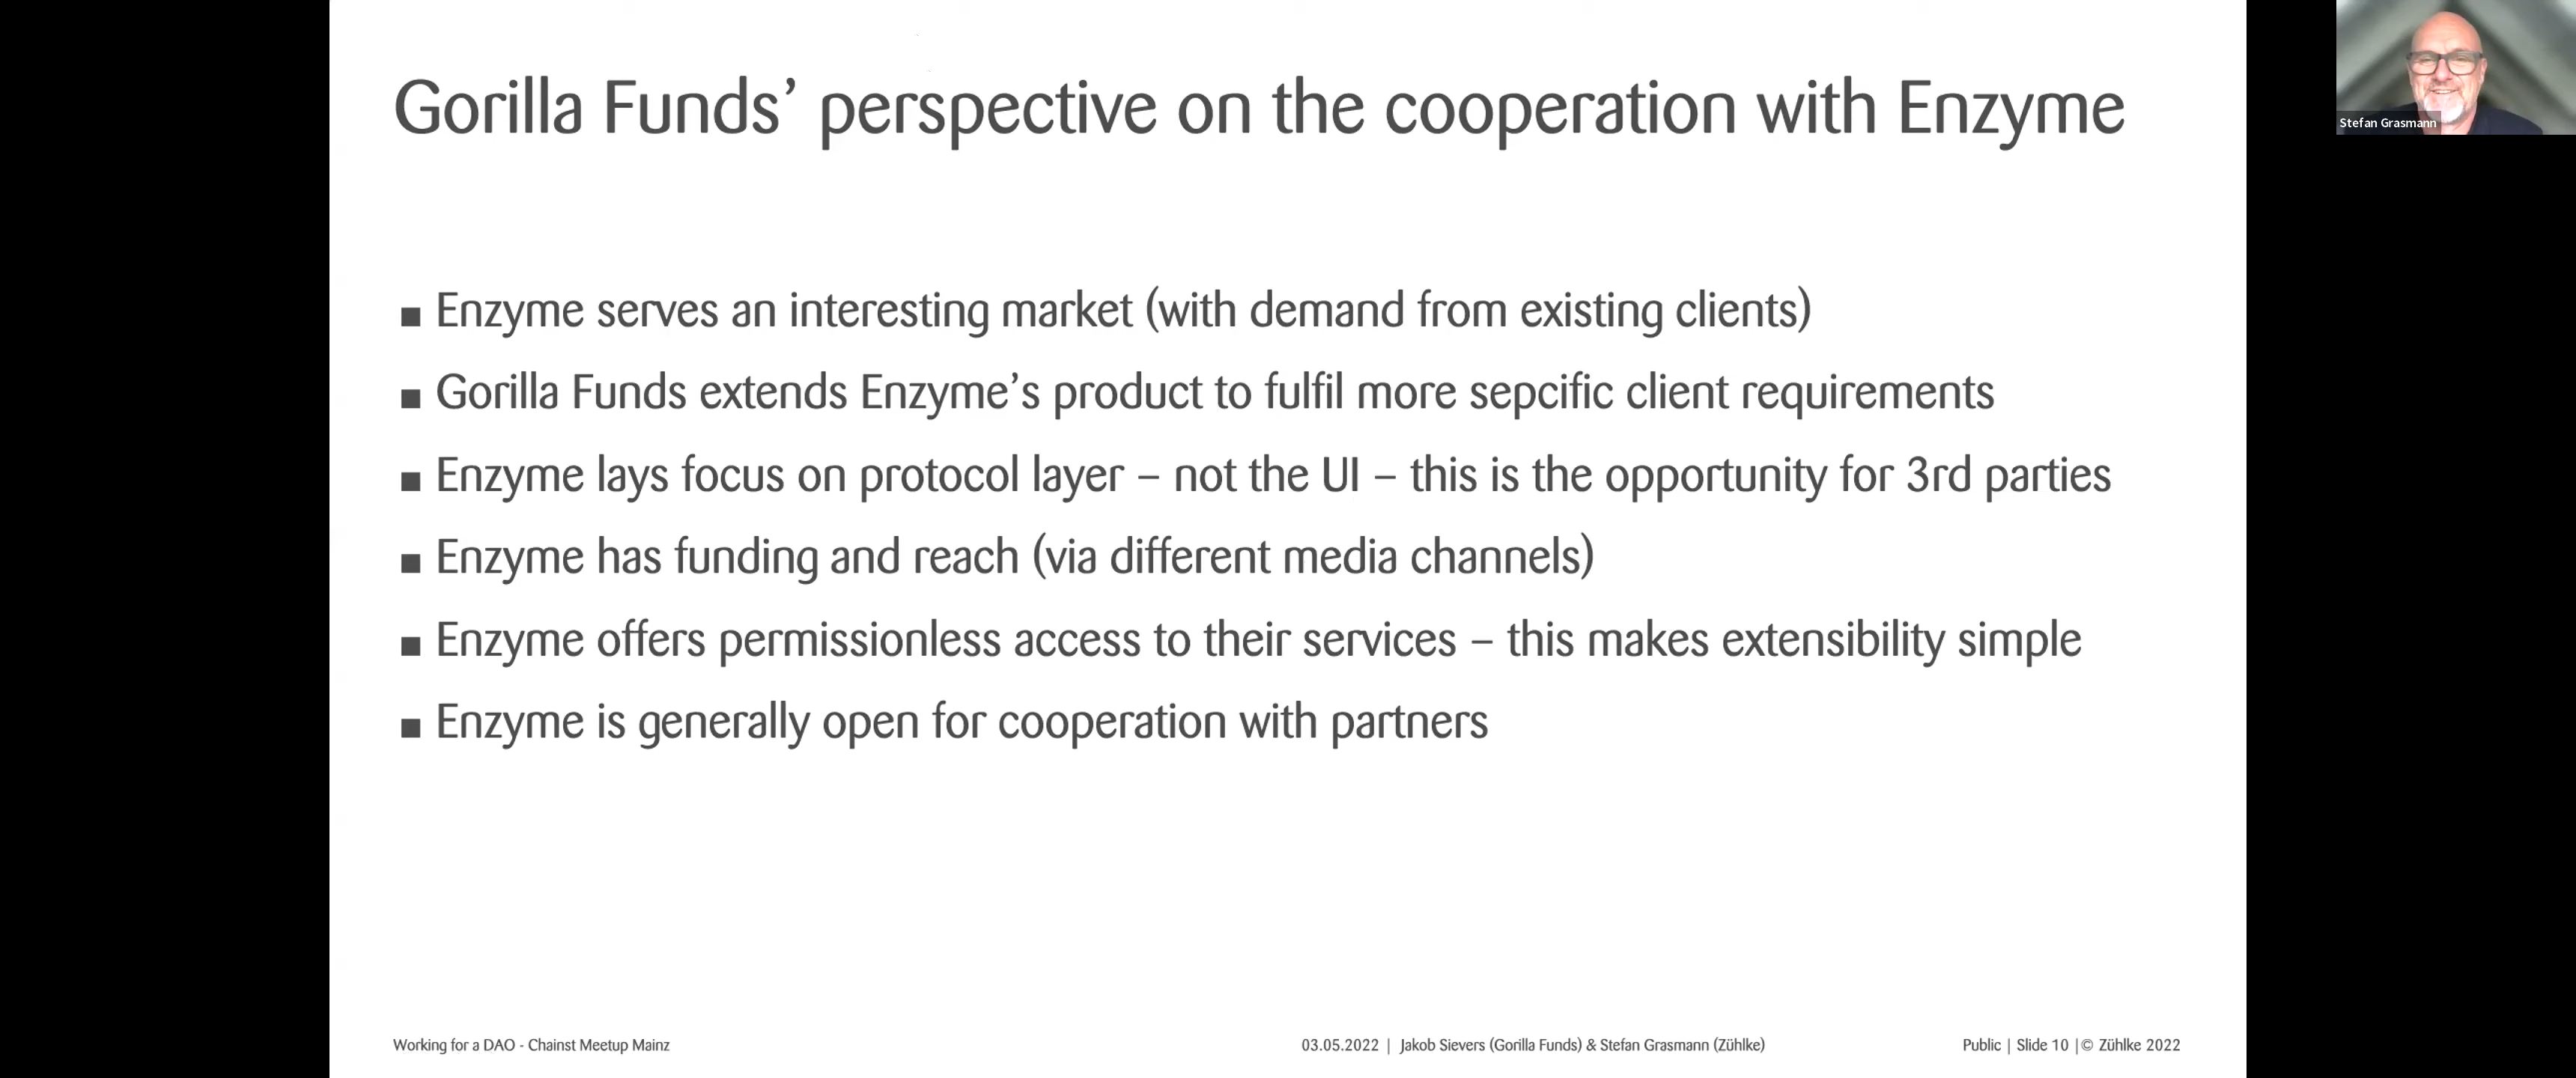 Gorilla Funds’ perspective on the cooperation with Enzyme
Stefan Grasmann
■ Enzyme serves an interesting market (with demand from existing clients)
■ Gorilla Funds extends Enzyme’s product to fulfil more sepcific client requirements
■ Enzyme lays focus on protocol layer – not the UI – this is the opportunity for 3rd parties
■ Enzyme has funding and reach (via different media channels)
■ Enzyme offers permissionless access to their services – this makes extensibility simple
■ Enzyme is generally open for cooperation with partners
Working for a DAO - Chainst Meetup Mainz
03.05.2022 | Jakob Sievers (Gorilla Funds) & Stefan Grasmann (Zühlke)
Public | Slide 10 | © Zühlke 2022